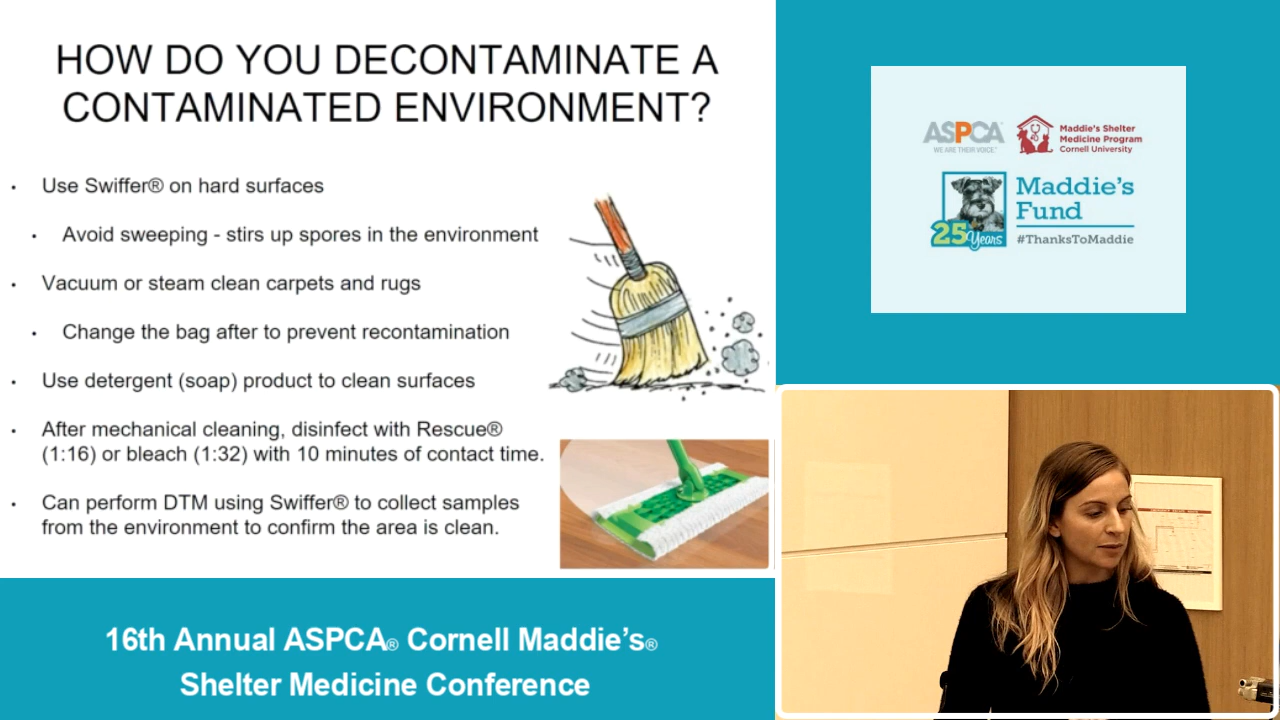 HOW DO YOU DECONTAMINATE A
CONTAMINATED ENVIRONMENT?
• Use Swiffer® on hard surfaces
• Avoid sweeping - stirs up spores in the environment
• Vacuum or steam clean carpets and rugs
• Change the bag after to prevent recontamination
• Use detergent (soap) product to clean surfaces
• After mechanical cleaning, disinfect with Rescue®
(1:16) or bleach (1:32) with 10 minutes of contact time.
• Can perform DTM using Swiffer® to collect samples
from the environment to confirm the area is clean.
16th Annual ASPCA® Cornell Maddie’s®
Shelter Medicine Conference
ASPCA
WE ARE THEIR VOICE.
Maddie's Shelter
Medicine Program
Cornell University
Maddie's
Fund
25 Years
#ThanksToMaddie